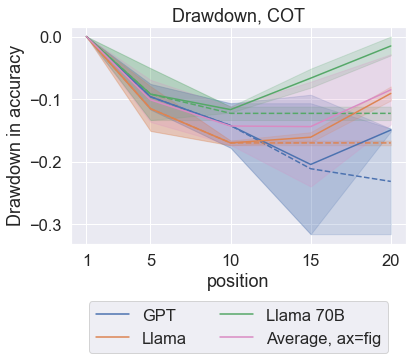 Drawdown, COT
Drawdown in accuracy
0.0
−0.1
−0.2
−0.3
1 5 10 15 20
position
GPT Llama 70B
Llama Average, ax=fig